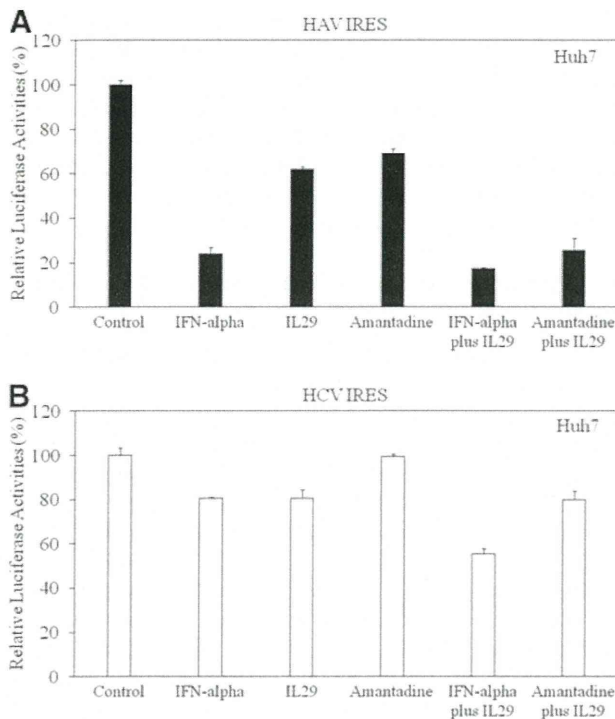 A
HAV IRES
Huh7
Relative Luciferase Activities (%)
120
100
80
60
40
20
0
Control
IFN-alpha
IL29
Amantadine
IFN-alpha plus IL29
Amantadine plus IL29
B
HCV IRES
Huh7
Relative Luciferase Activities (%)
120
100
80
60
40
20
0
Control
IFN-alpha
IL29
Amantadine
IFN-alpha plus IL29
Amantadine plus IL29